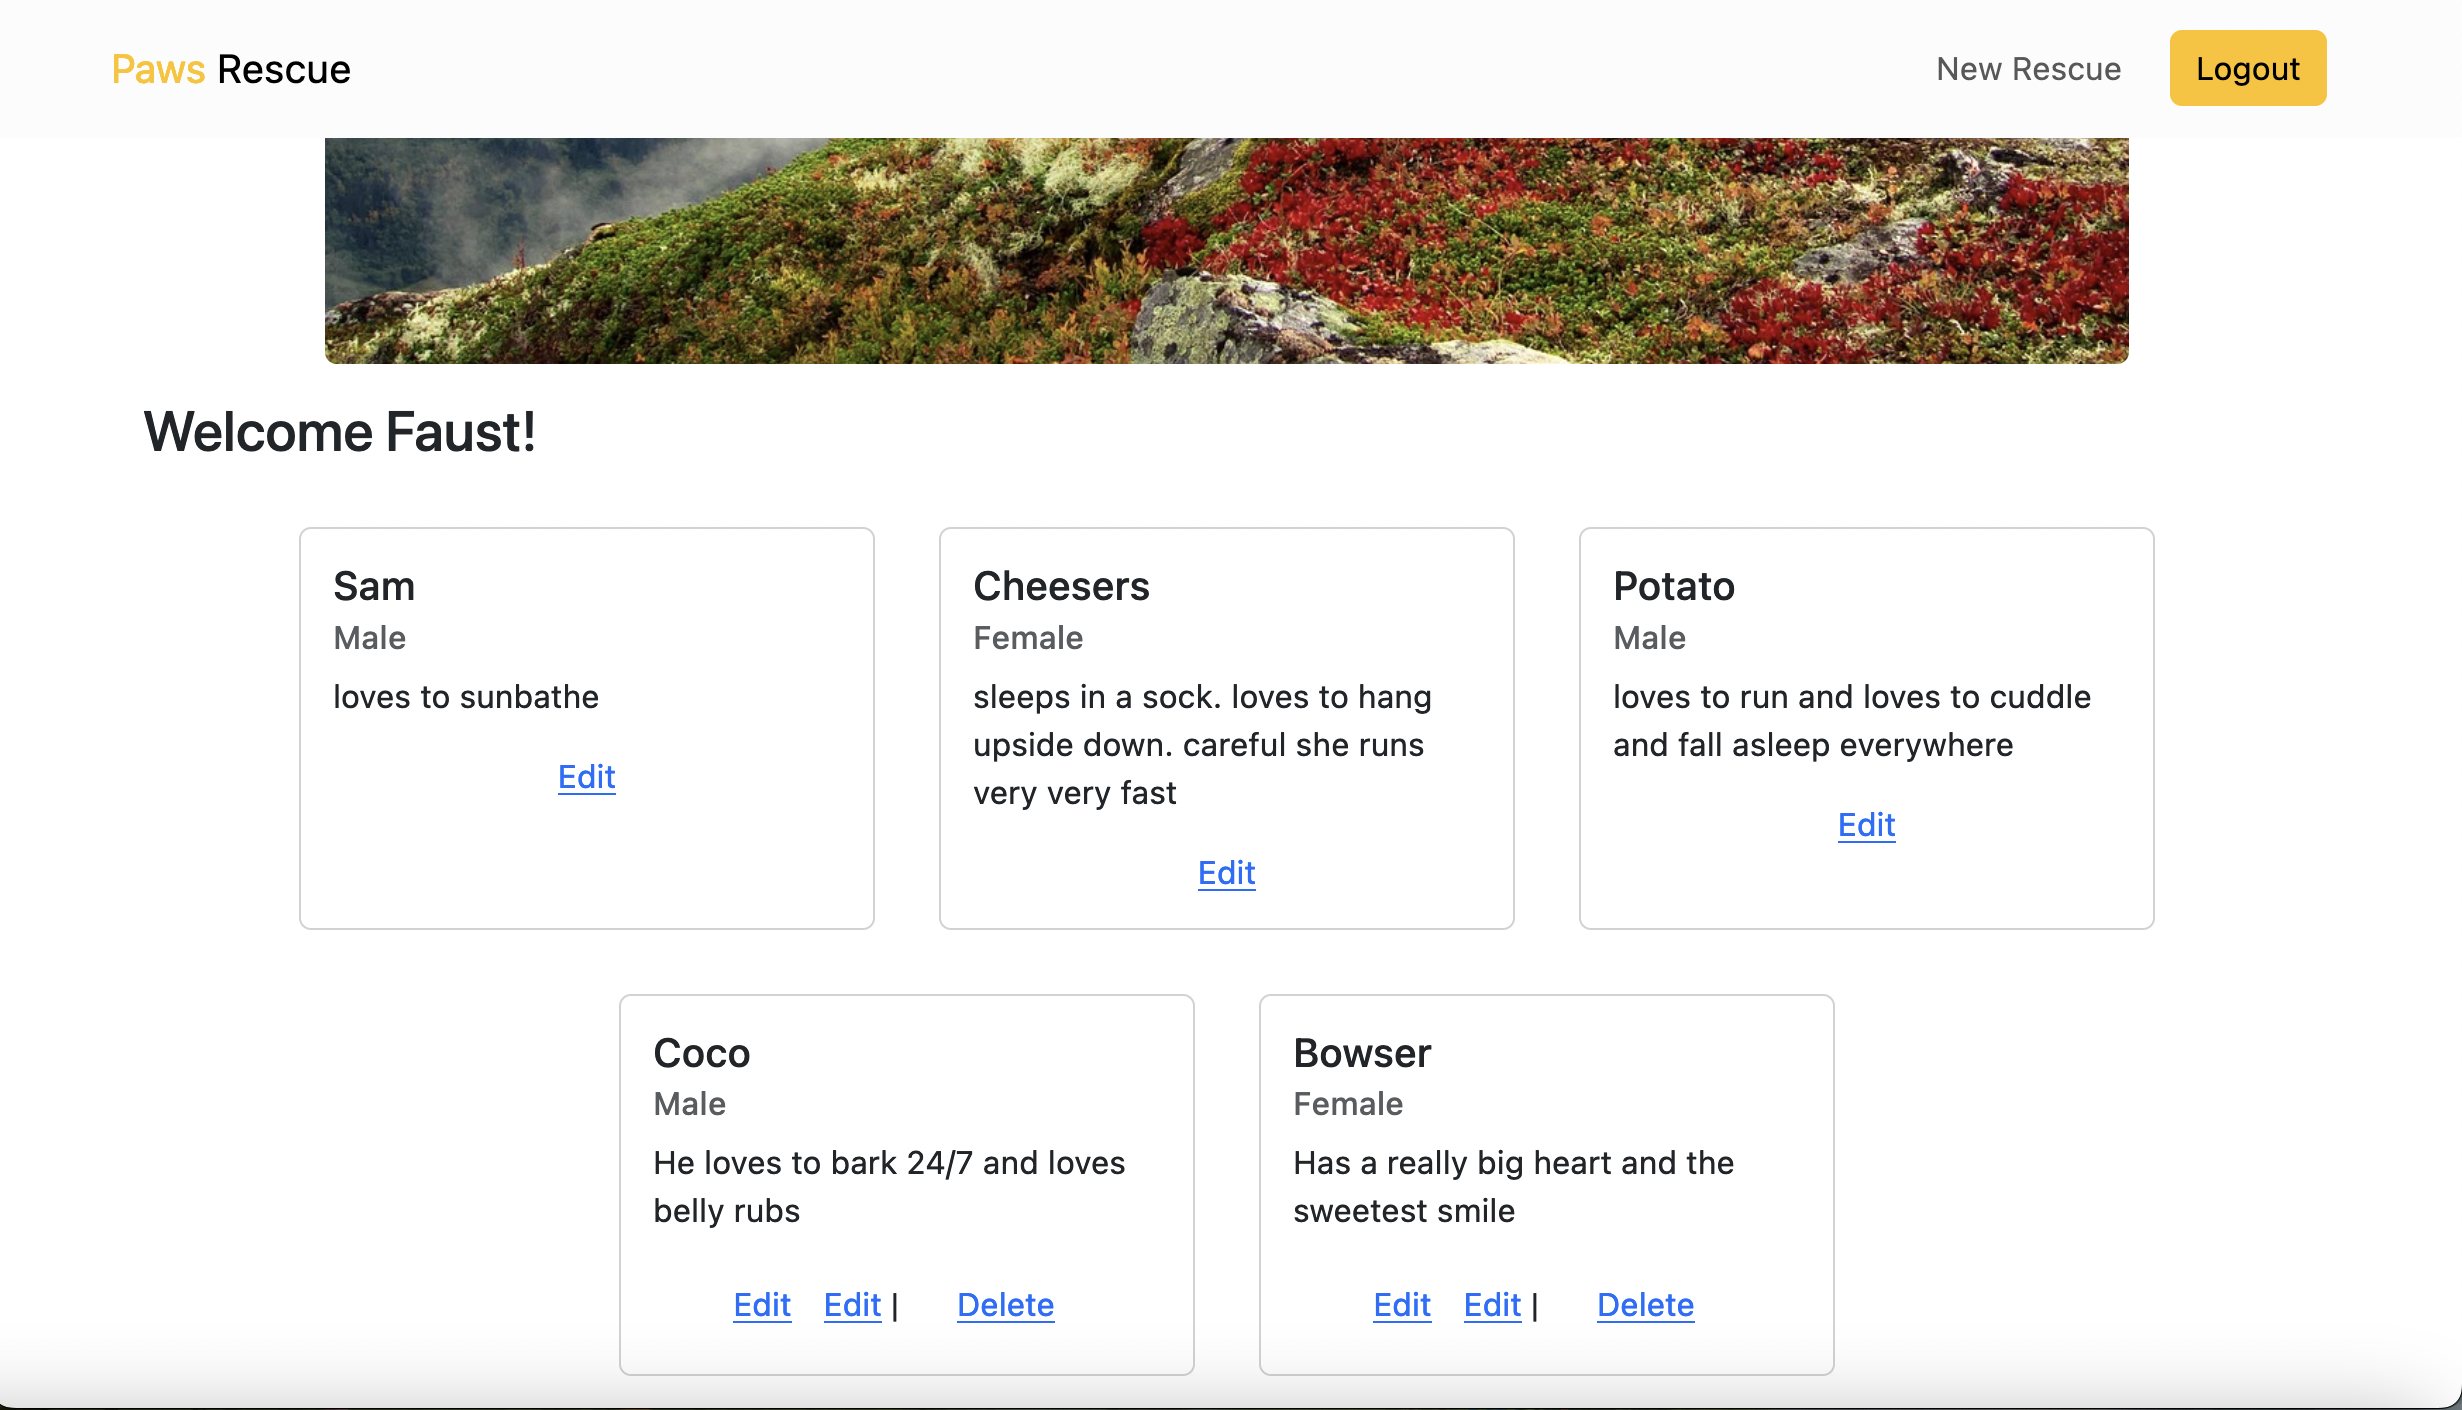 Paws Rescue
New Rescue
Logout
Welcome Faust!
Sam
Male
loves to sunbathe
Edit
Cheesers
Female
sleeps in a sock. loves to hang
upside down. careful she runs
very very fast
Edit
Potato
Male
loves to run and loves to cuddle
and fall asleep everywhere
Edit
Coco
Male
He loves to bark 24/7 and loves
belly rubs
Edit Edit | Delete
Bowser
Female
Has a really big heart and the
sweetest smile
Edit Edit | Delete